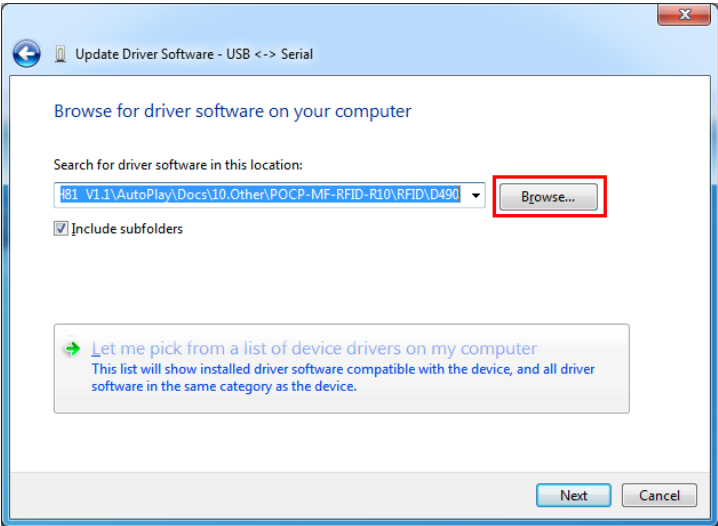 Update Driver Software - USB <-> Serial
Browse for driver software on your computer
Search for driver software in this location:
H81 V1.1\AutoPlay\Docs\10.Other\POCP-MF-RFID-R10\RFID\D490
Browse...
Include subfolders
Let me pick from a list of device drivers on my computer
This list will show installed driver software compatible with the device, and all driver
software in the same category as the device.
Next
Cancel